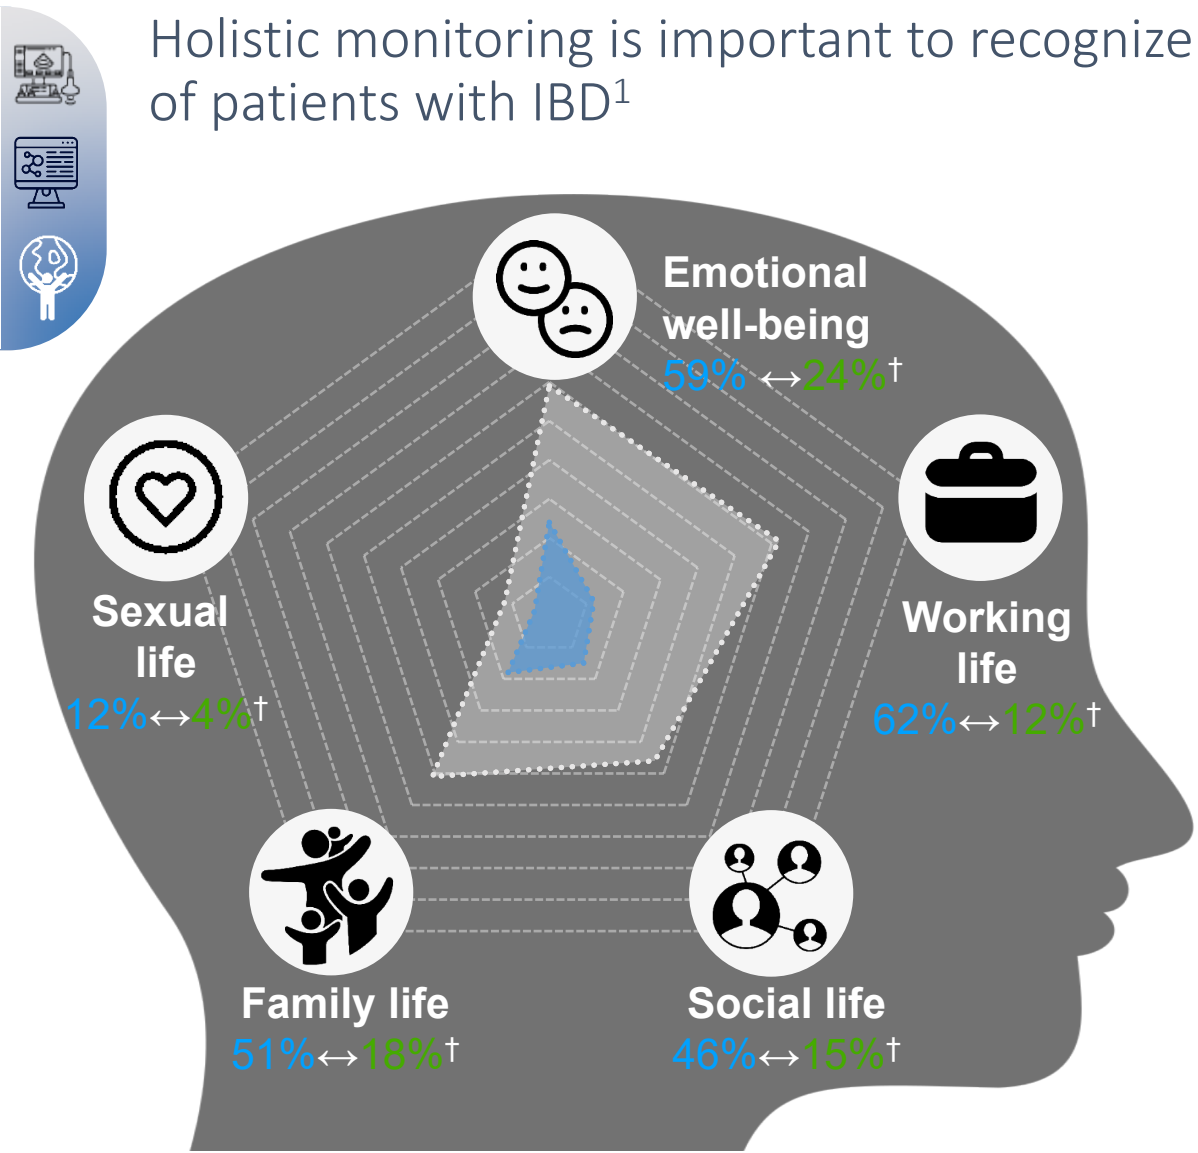 Holistic monitoring is important to recognize
of patients with IBD1
Emotional
well-being
59% ↔24%†
Sexual
life
12%↔4%†
Working
life
62%↔12%†
Family life
51%↔18%†
Social life
46%↔15%†